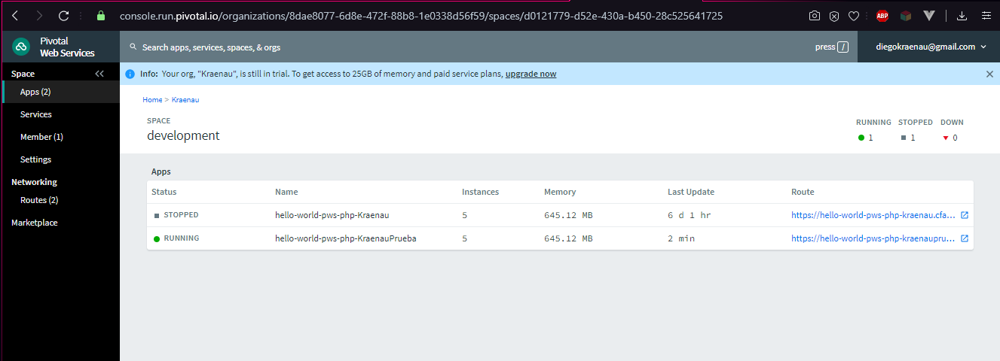 console.run.pivotal.io/organizations/8dae8077-6d8e-472f-88b8-1e0338d56f59/spaces/d0121779-d52e-430a-b450-28c525641725
ABP
Pivotal
Web Services
Search apps, services, spaces, & orgs
press /
diegokraenau@gmail.com
Space
Apps (2)
Services
Member (1)
Settings
Networking
Routes (2)
Marketplace
Info: Your org, "Kraenau", is still in trial. To get access to 25GB of memory and paid service plans, upgrade now
Home > Kraenau
SPACE
development
RUNNING STOPPED DOWN
1 1 0
Apps
Status Name Instances Memory Last Update Route
STOPPED hello-world-pws-php-Kraenau 5 645.12 MB 6 d 1 hr https://hello-world-pws-php-kraenau.cfa...
RUNNING hello-world-pws-php-KraenauPrueba 5 645.12 MB 2 min https://hello-world-pws-php-kraenaupru...